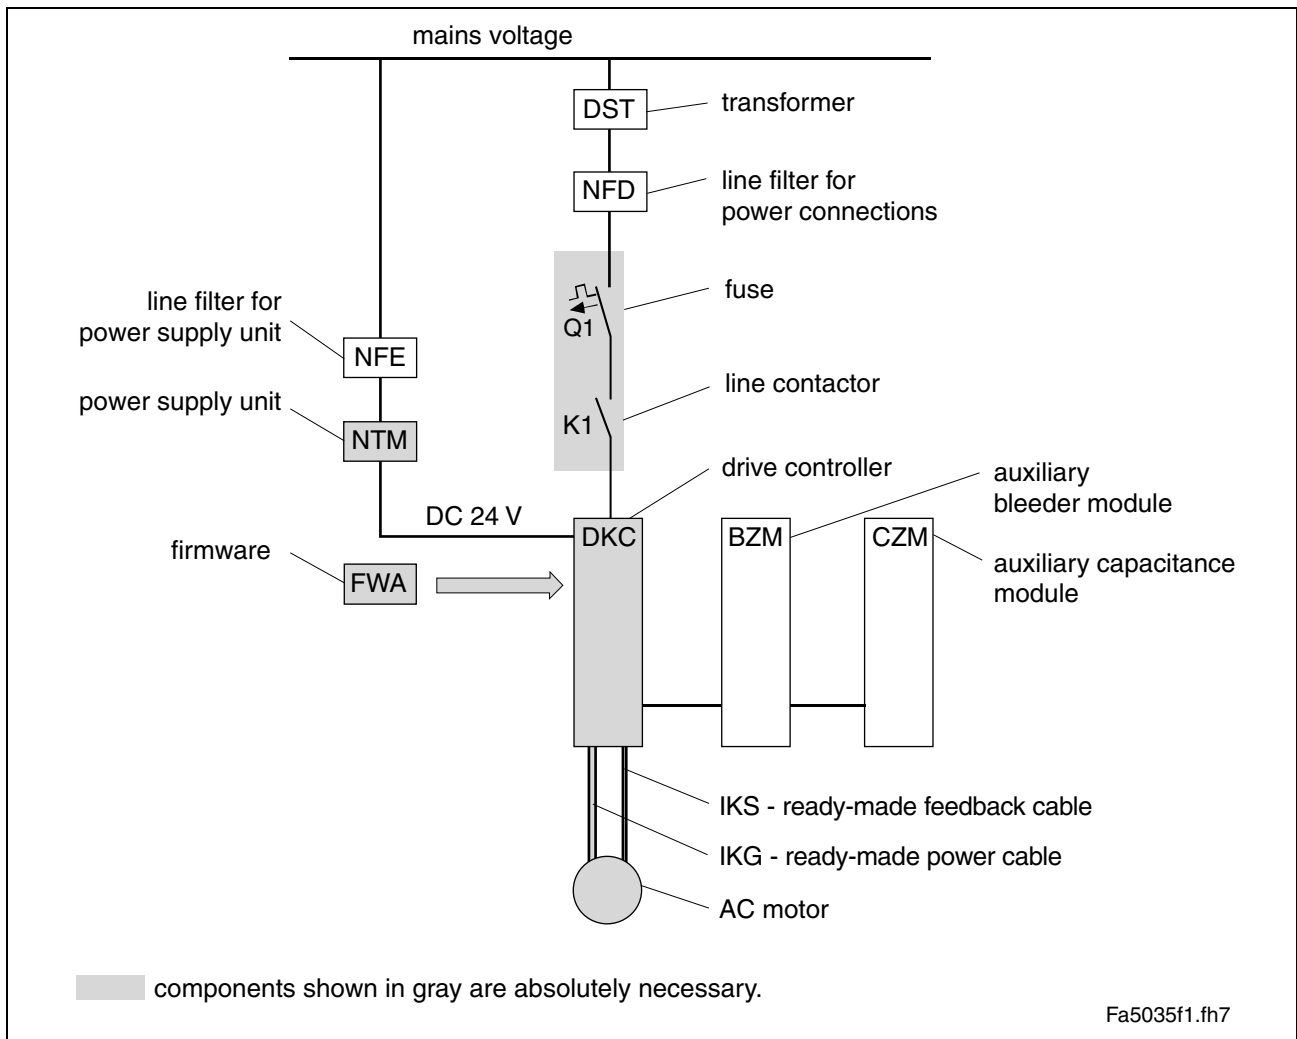 mains voltage
DST
transformer
NFD
line filter for
power connections
fuse
Q1
line filter for
power supply unit
NFE
line contactor
power supply unit
K1
NTM
drive controller
auxiliary
bleeder module
DC 24 V
DKC
BZM
CZM
firmware
auxiliary capacitance
module
FWA
IKS - ready-made feedback cable
IKG - ready-made power cable
AC motor
components shown in gray are absolutely necessary.
Fa5035f1.fh7